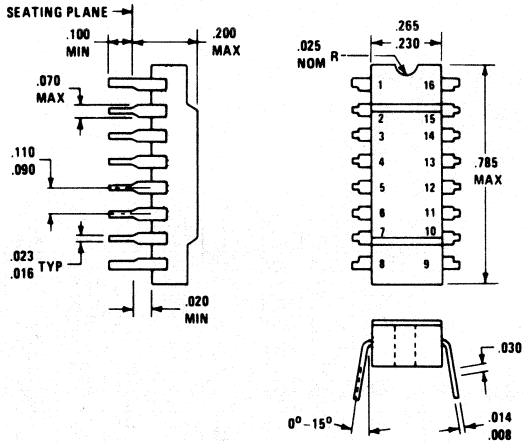 SEATING PLANE
.100
MIN
.200
MAX
.070
MAX
.110
.090
.023
.016 TYP
.020
MIN
.265
.230
.025
NOM R
1 16
2 15
3 14
4 13
5 12
6 11
7 10
8 9
.785
MAX
.030
0°-15°
.014
.008